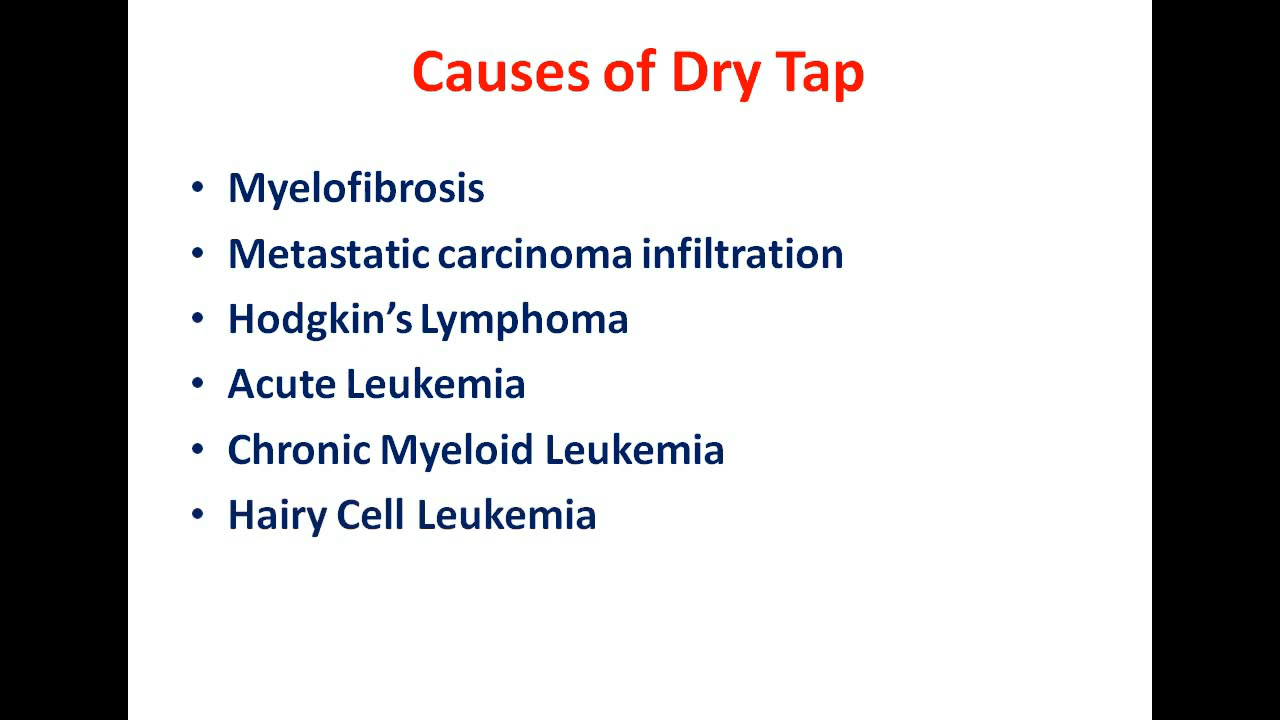 Causes of Dry Tap
• Myelofibrosis
• Metastatic carcinoma infiltration
• Hodgkin’s Lymphoma
• Acute Leukemia
• Chronic Myeloid Leukemia
• Hairy Cell Leukemia